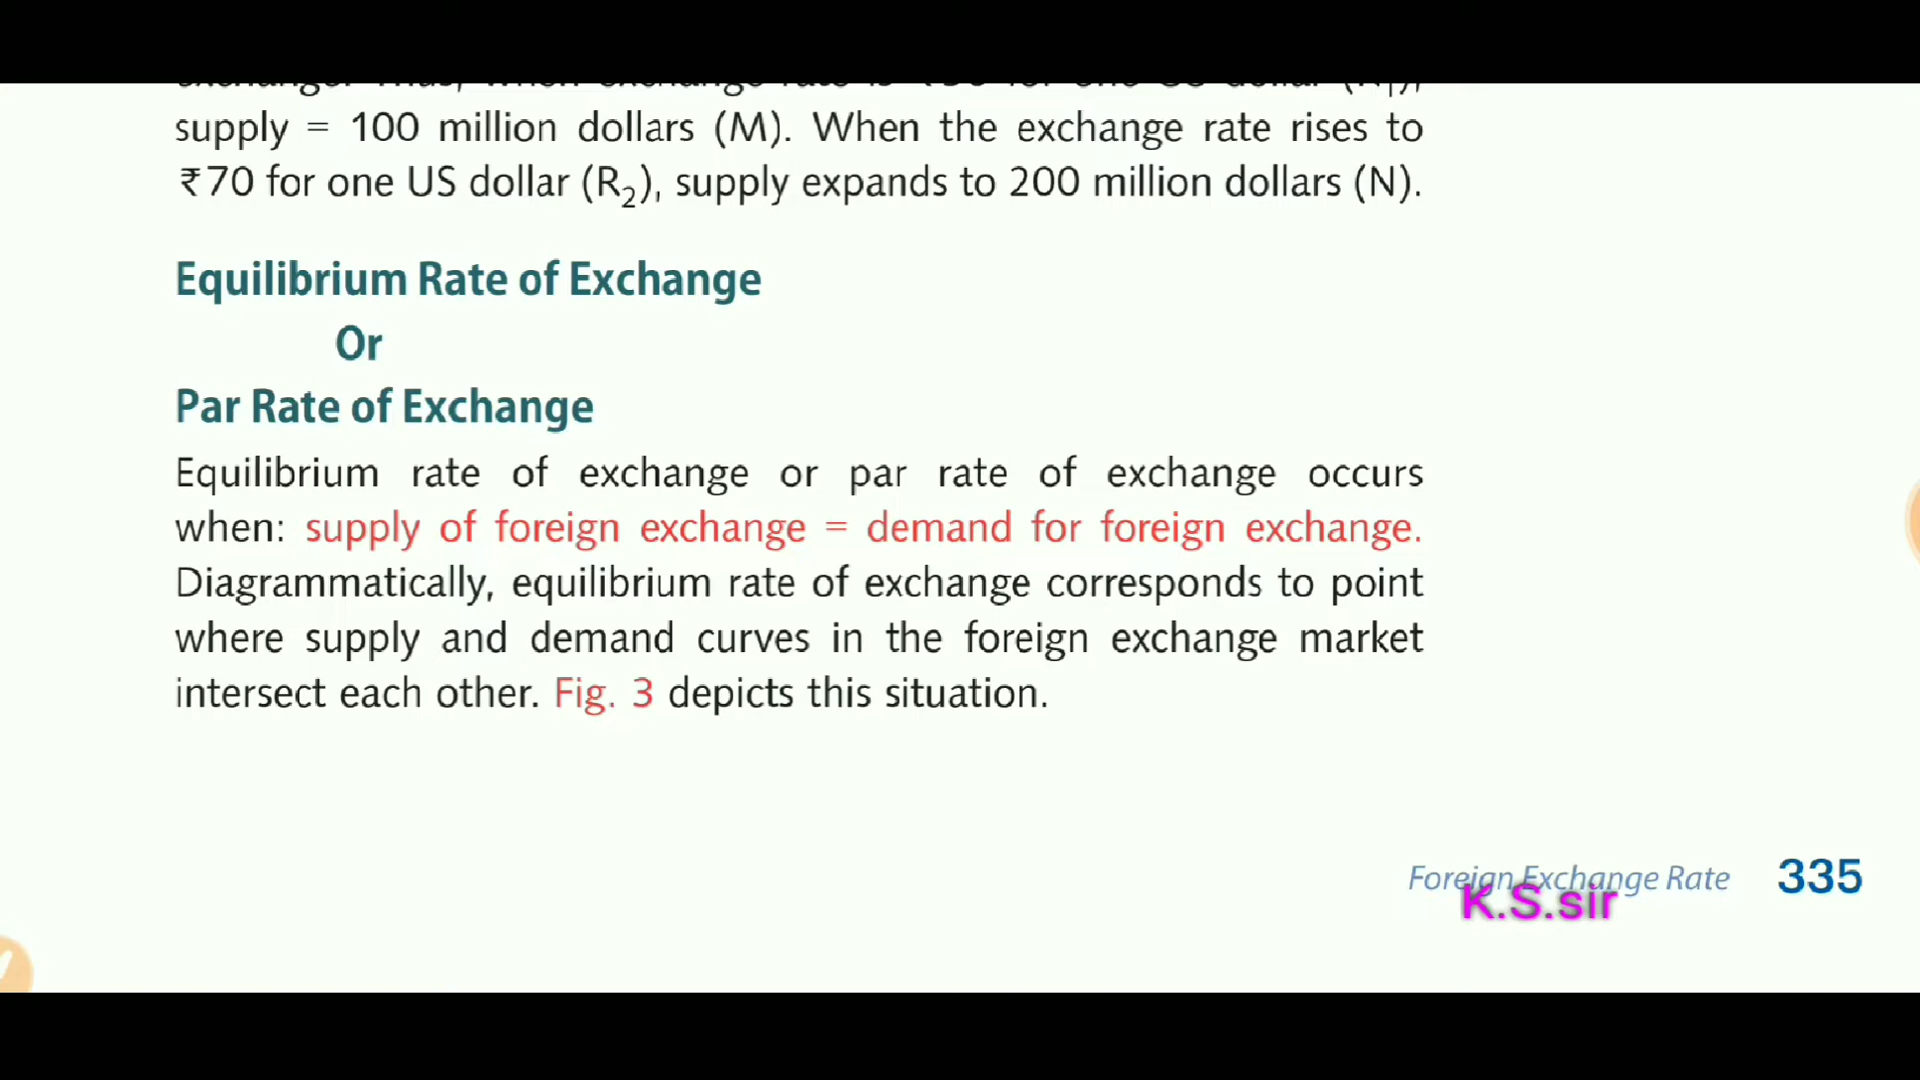 supply = 100 million dollars (M). When the exchange rate rises to
₹70 for one US dollar (R₂), supply expands to 200 million dollars (N).
Equilibrium Rate of Exchange
Or
Par Rate of Exchange
Equilibrium rate of exchange or par rate of exchange occurs
when: supply of foreign exchange = demand for foreign exchange.
Diagrammatically, equilibrium rate of exchange corresponds to point
where supply and demand curves in the foreign exchange market
intersect each other. Fig. 3 depicts this situation.
Foreign Exchange Rate 335
K.S.sir